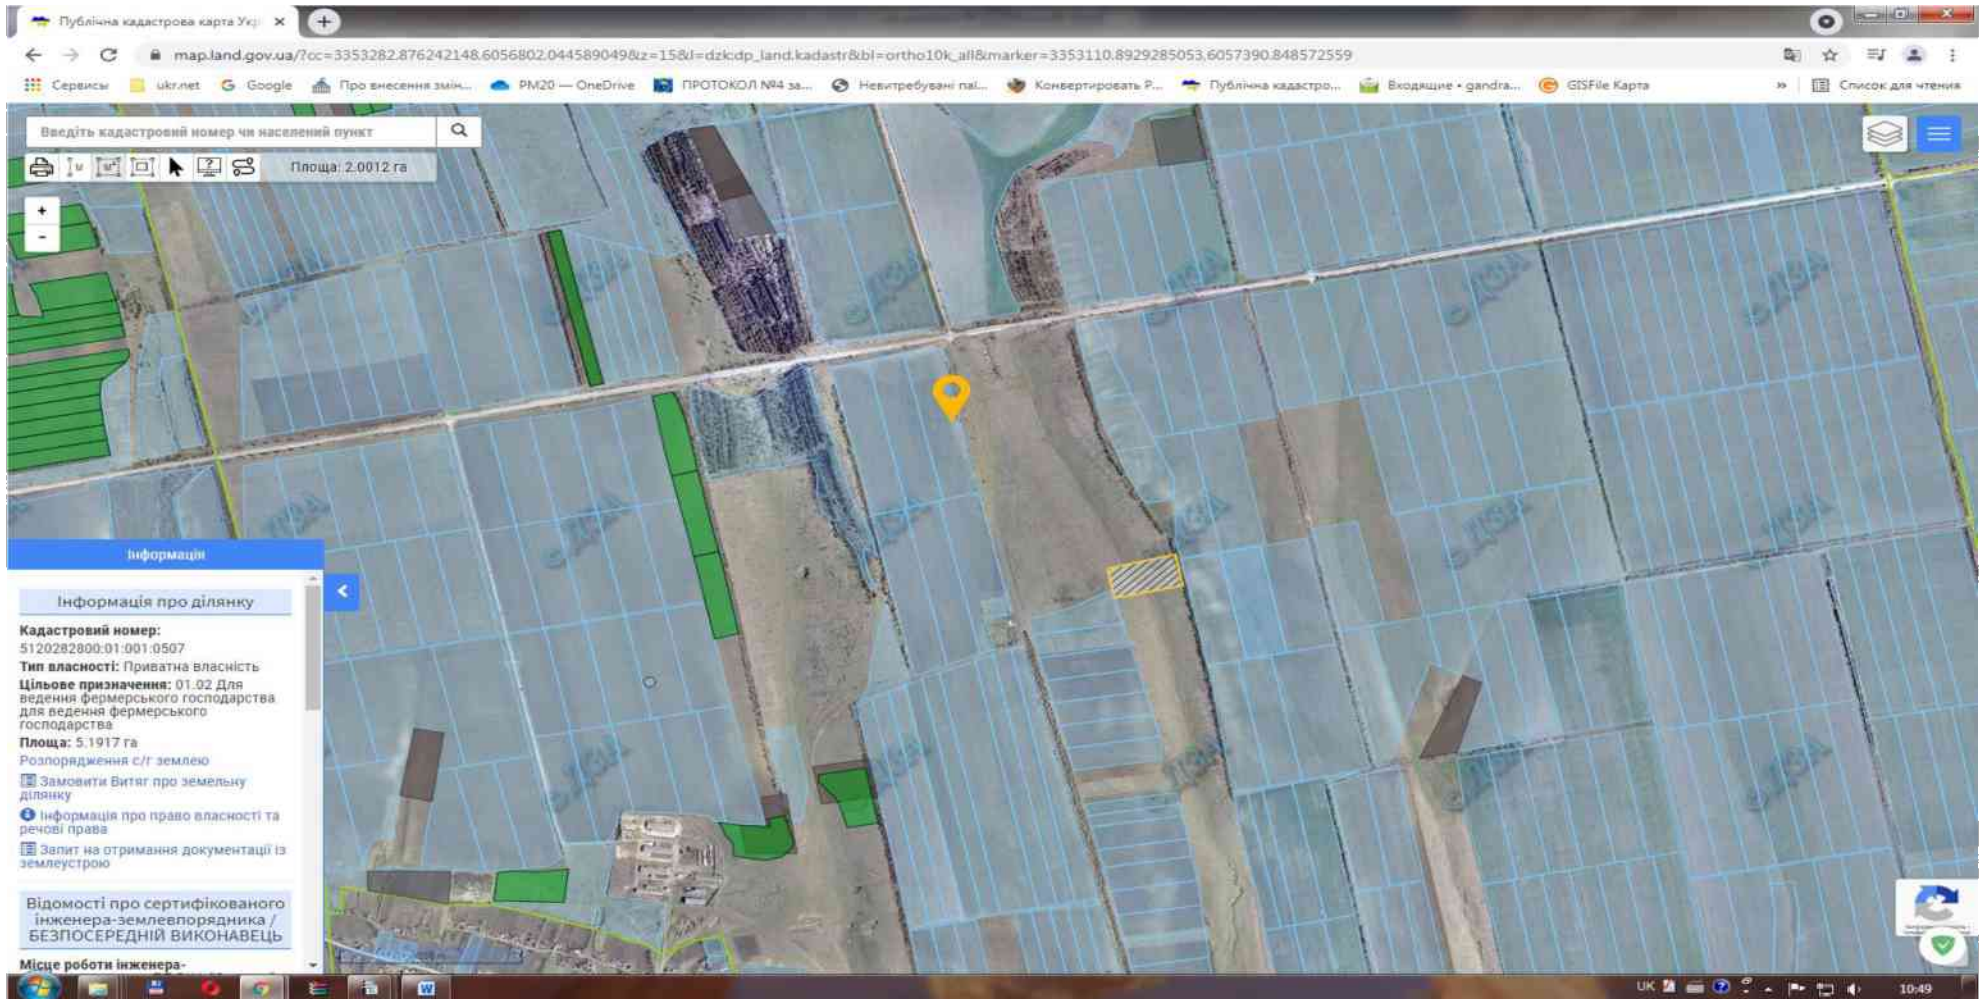 Публічна кадастрова карта Укр
map.land.gov.ua/?cc=3353282.876242148.6056802.044589049&z=15&l=dzk:dp_land.kadastr&bl=ortho10k_all&marker=3353110.8929285053.6057390.848572559
Сервисы ukr.net Google Про внесення змін... PM20 — OneDrive ПРОТОКОЛ №4 за... Невитребувані паї... Конвертировать P... Публічна кадастро... Входящие • gandra... GISFile Карта » Список для чтения
Введіть кадастровий номер чи населений пункт
Площа: 2.0012 га
+
-
© ДЗА
Інформація
Інформація про ділянку
Кадастровий номер:
5120282800:01:001:0507
Тип власності: Приватна власність
Цільове призначення: 01.02 Для
ведення фермерського господарства
для ведення фермерського
господарства
Площа: 5.1917 га
Розпорядження с/г землею
Замовити Витяг про земельну
ділянку
Інформація про право власності та
речові права
Запит на отримання документації із
землеустрою
Відомості про сертифікованого
інженера-землевпорядника /
БЕЗПОСЕРЕДНІЙ ВИКОНАВЕЦЬ
Місце роботи інженера-
UK 10:49